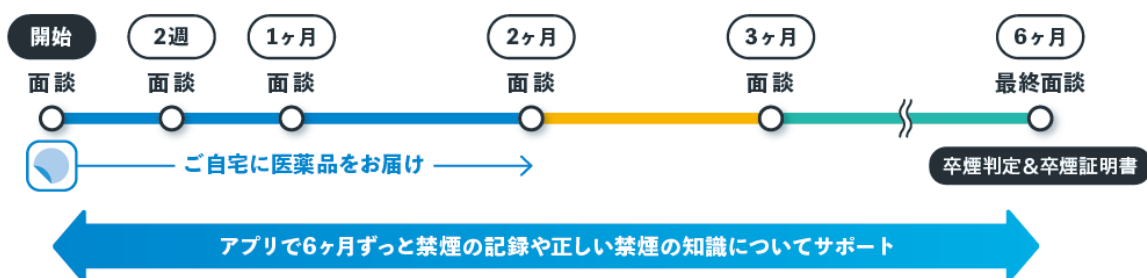 開始 2週 1ヶ月 2ヶ月 3ヶ月 6ヶ月
面談 面談 面談 面談 面談 最終面談
ご自宅に医薬品をお届け
卒煙判定&卒煙証明書
アプリで6ヶ月ずっと禁煙の記録や正しい禁煙の知識についてサポート